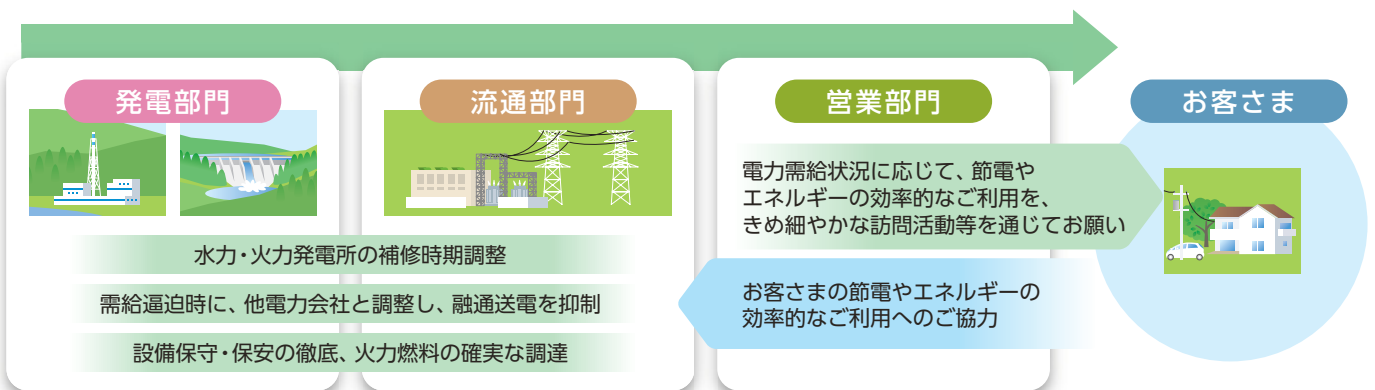 発電部門
流通部門
営業部門
お客さま
水力・火力発電所の補修時期調整
需給逼迫時に、他電力会社と調整し、融通送電を抑制
設備保守・保安の徹底、火力燃料の確実な調達
電力需給状況に応じて、節電や
エネルギーの効率的なご利用を、
きめ細やかな訪問活動等を通じてお願い
お客さまの節電やエネルギーの
効率的なご利用へのご協力